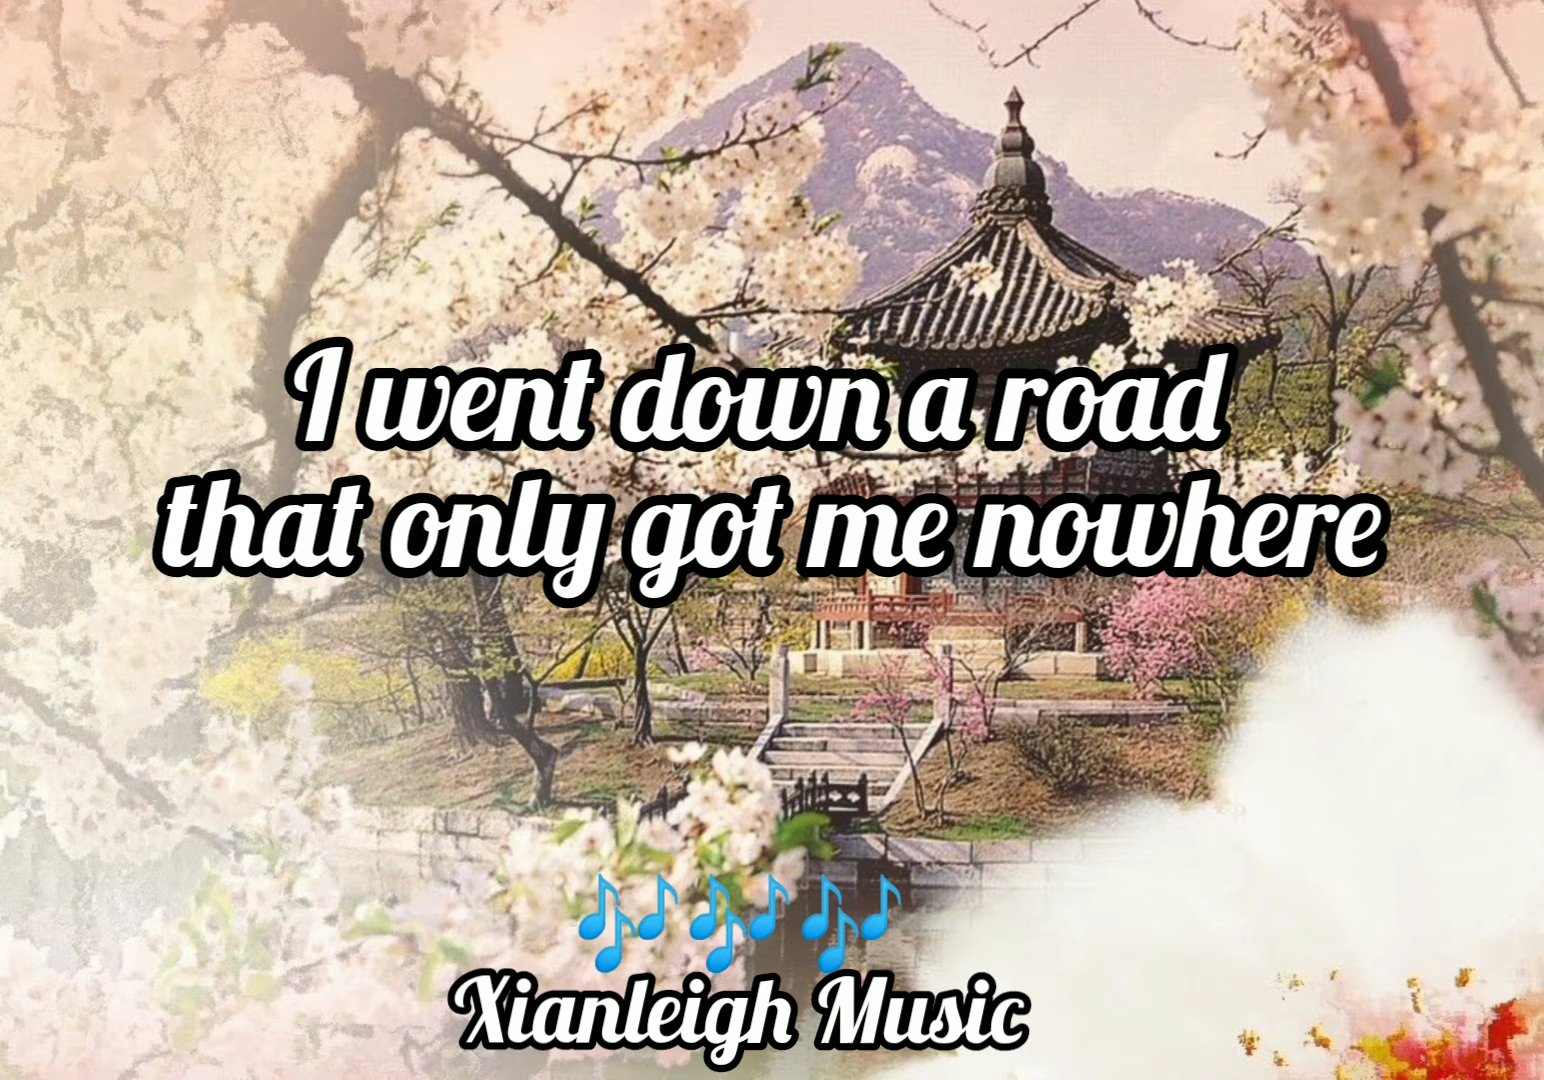 I went down a road
that only got me nowhere
🎶 🎶 🎶
Xianleigh Music